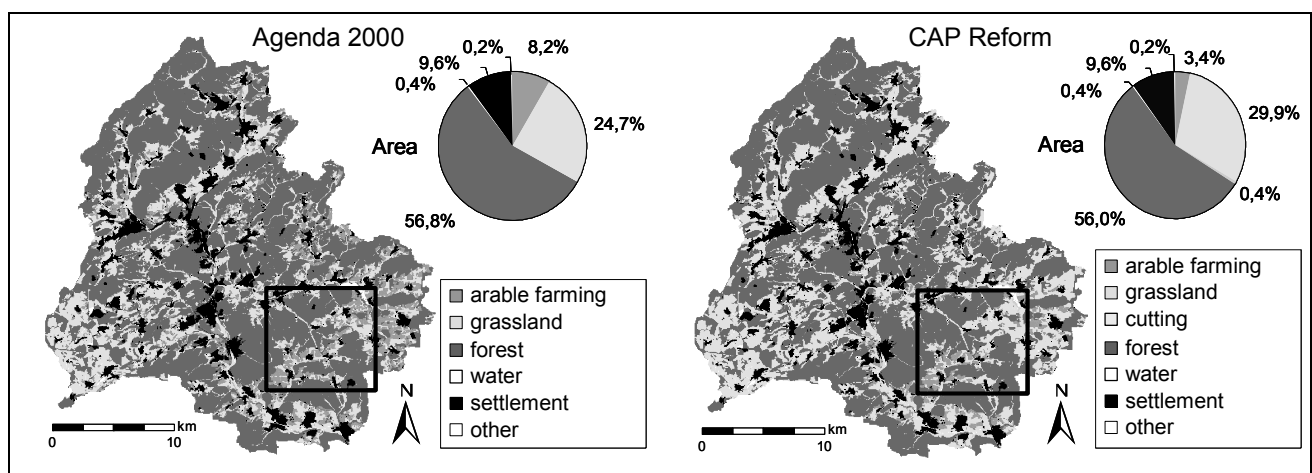 Agenda 2000
0,2%
8,2%
9,6%
0,4%
24,7%
Area
56,8%
arable farming
grassland
forest
water
settlement
other
N
km
0 10
CAP Reform
0,2%
3,4%
9,6%
0,4%
29,9%
Area
0,4%
56,0%
arable farming
grassland
cutting
forest
water
settlement
other
N
km
0 10